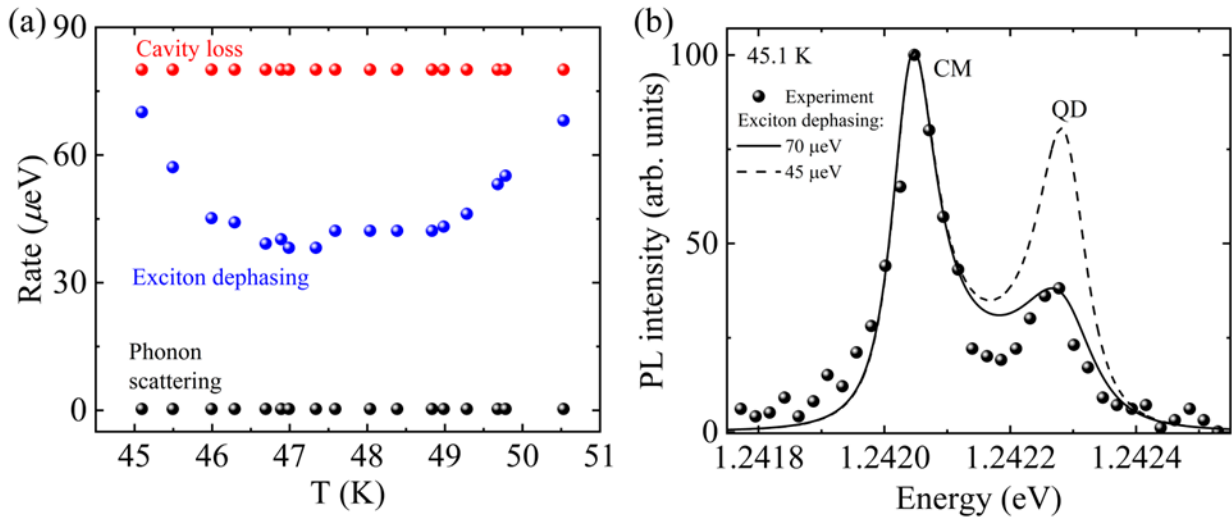 (a)
90
60
30
0
Rate (μeV)
Cavity loss
Exciton dephasing
Phonon
scattering
45 46 47 48 49 50 51
T (K)
(b)
100
50
0
PL intensity (arb. units)
45.1 K
Experiment
Exciton dephasing:
70 μeV
45 μeV
CM
QD
1.2418 1.2420 1.2422 1.2424
Energy (eV)